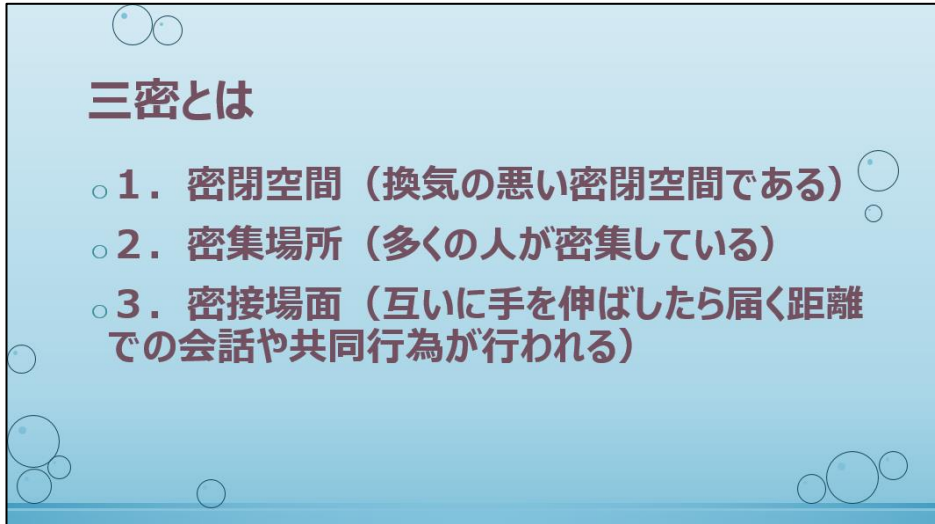 三密とは
１．密閉空間（換気の悪い密閉空間である）
２．密集場所（多くの人が密集している）
３．密接場面（互いに手を伸ばしたら届く距離
での会話や共同行為が行われる）